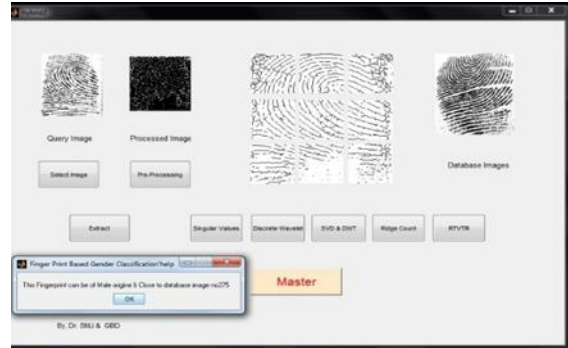 Query Image
Processed Image
Database Images
Select Image
Pre-Processing
Extract
Singular Values
Discrete Wavelet
SVD & DWT
Ridge Count
RTVTR
Finger Print Based Gender Classification'help
This Fingerprint can be of Male origine & Close to database image no275
OK
Master
By, Dr. SNJ & GBD